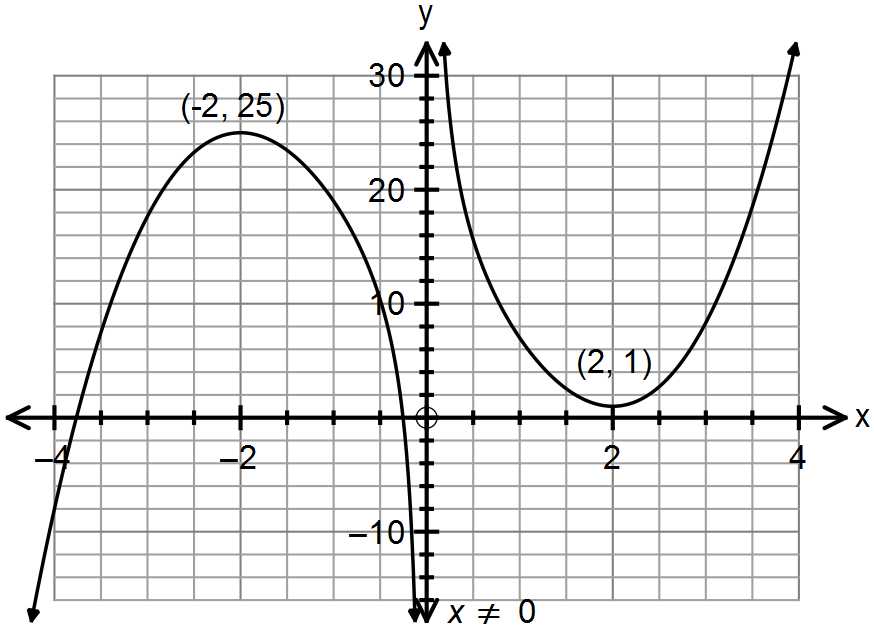 y
30
(-2, 25)
20
10
(2, 1)
x
–4 –2 2 4
–10
x ≠ 0